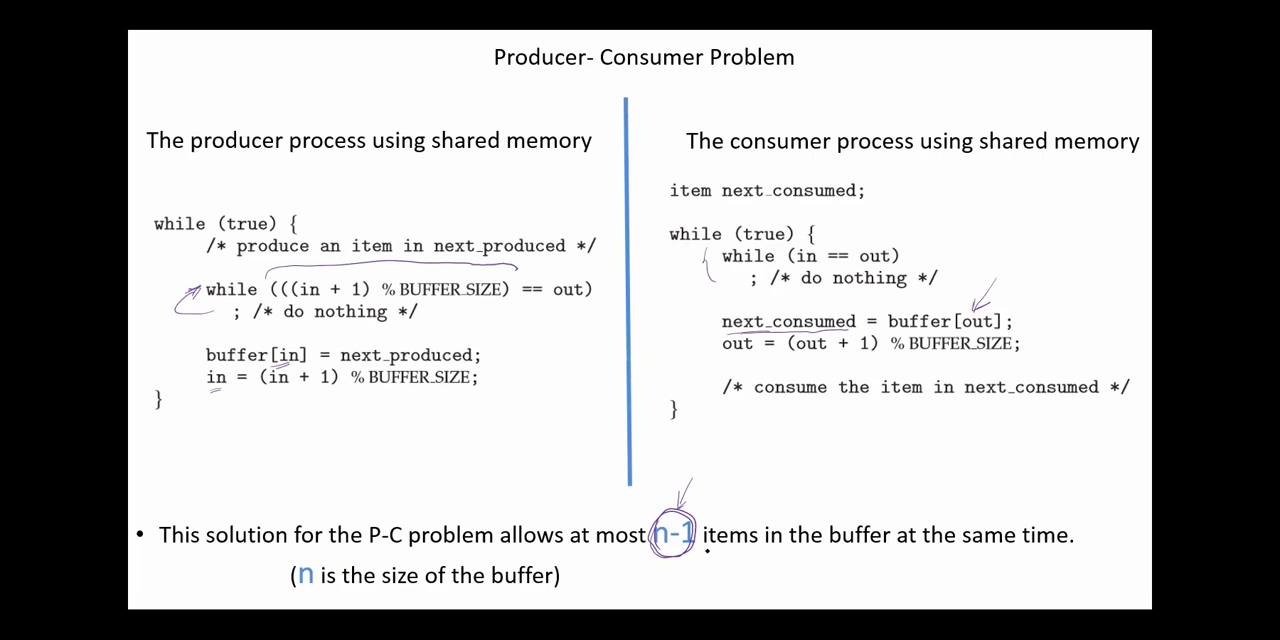 Producer- Consumer Problem
The producer process using shared memory
while (true) {
/* produce an item in next_produced */
while (((in + 1) % BUFFER_SIZE) == out)
; /* do nothing */
buffer[in] = next_produced;
in = (in + 1) % BUFFER_SIZE;
}
The consumer process using shared memory
item next_consumed;
while (true) {
while (in == out)
; /* do nothing */
next_consumed = buffer[out];
out = (out + 1) % BUFFER_SIZE;
/* consume the item in next_consumed */
}
• This solution for the P-C problem allows at most n-1 items in the buffer at the same time.
(n is the size of the buffer)